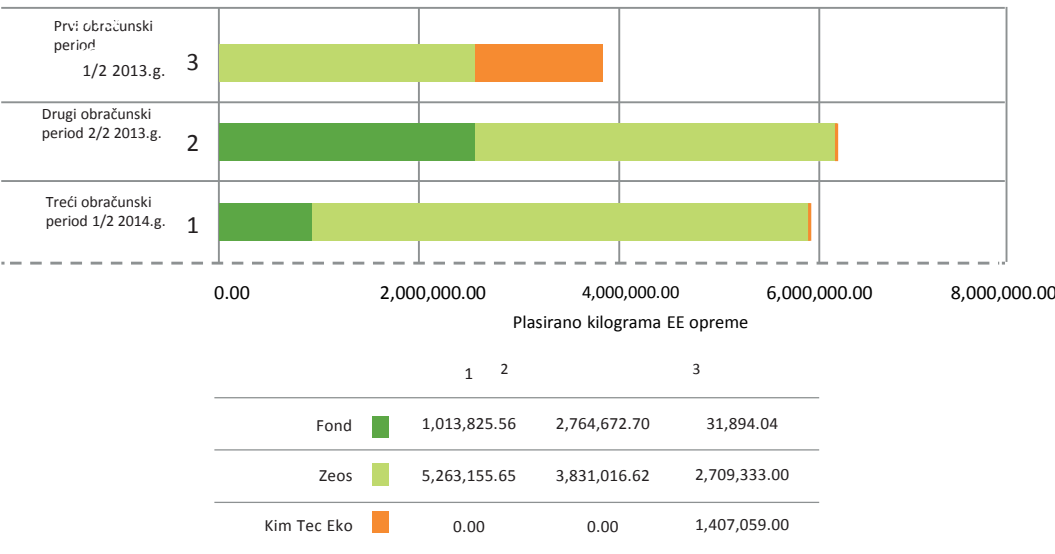 Prvi obračunski
period
1/2 2013.g.
3
Drugi obračunski
period 2/2 2013.g.
2
Treći obračunski
period 1/2 2014.g.
1
0.00 2,000,000.00 4,000,000.00 6,000,000.00 8,000,000.00
Plasirano kilograma EE opreme
1 2 3
Fond 1,013,825.56 2,764,672.70 31,894.04
Zeos 5,263,155.65 3,831,016.62 2,709,333.00
Kim Tec Eko 0.00 0.00 1,407,059.00